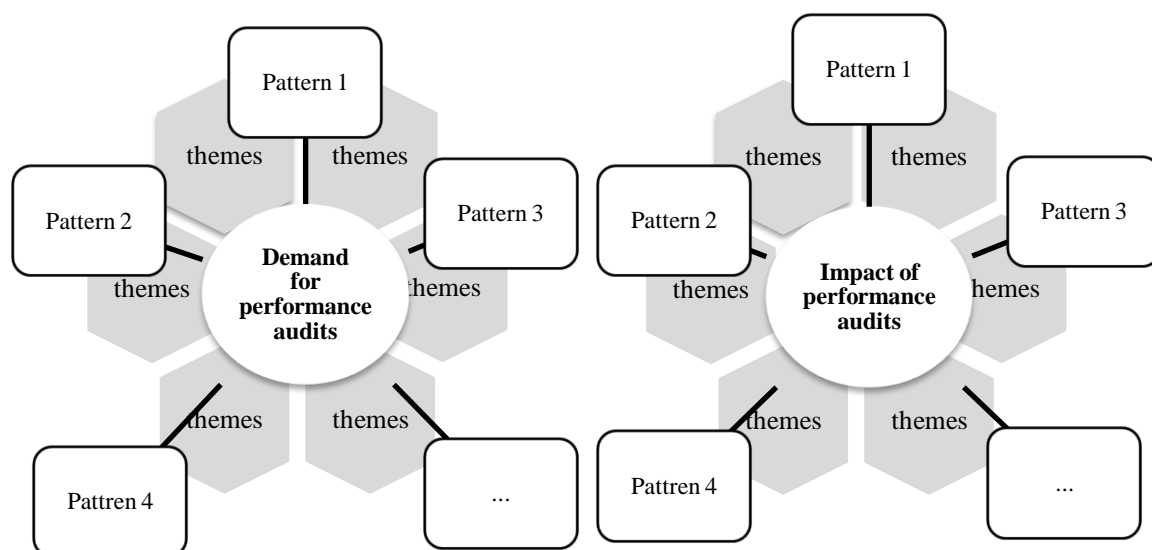 Pattern 1
themes
themes
Pattern 2
Pattern 3
Demand
for
performance
audits
themes
themes
themes
themes
Pattren 4
...
Pattern 1
themes
themes
Pattern 2
Pattern 3
Impact of
performance
audits
themes
hemes
themes
themes
Pattren 4
...